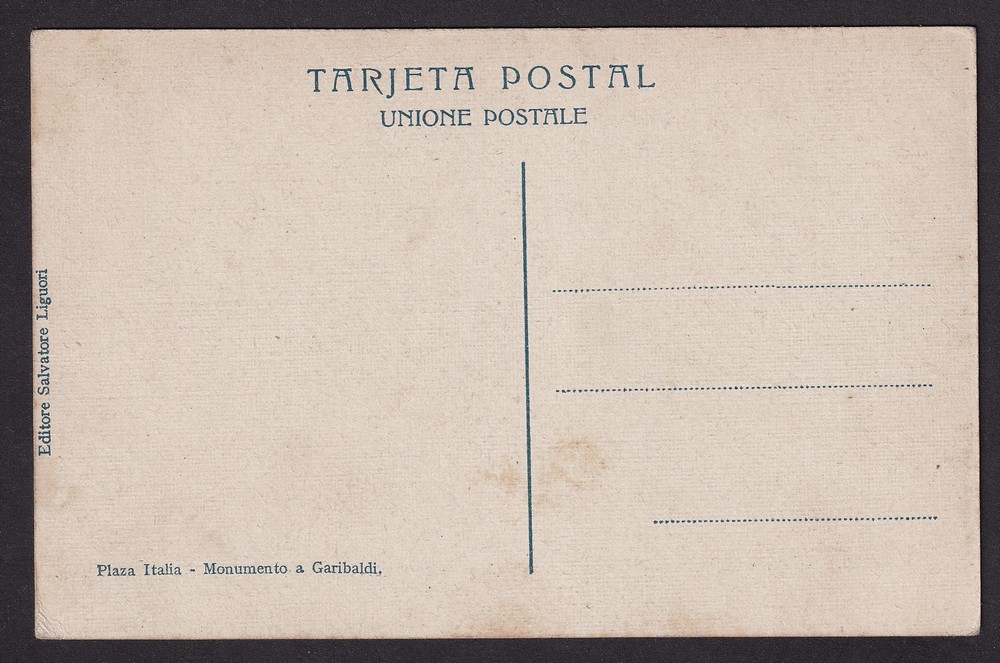 TARJETA POSTAL
UNIONE POSTALE
Editore Salvatore Liguori
Plaza Italia - Monumento a Garibaldi.